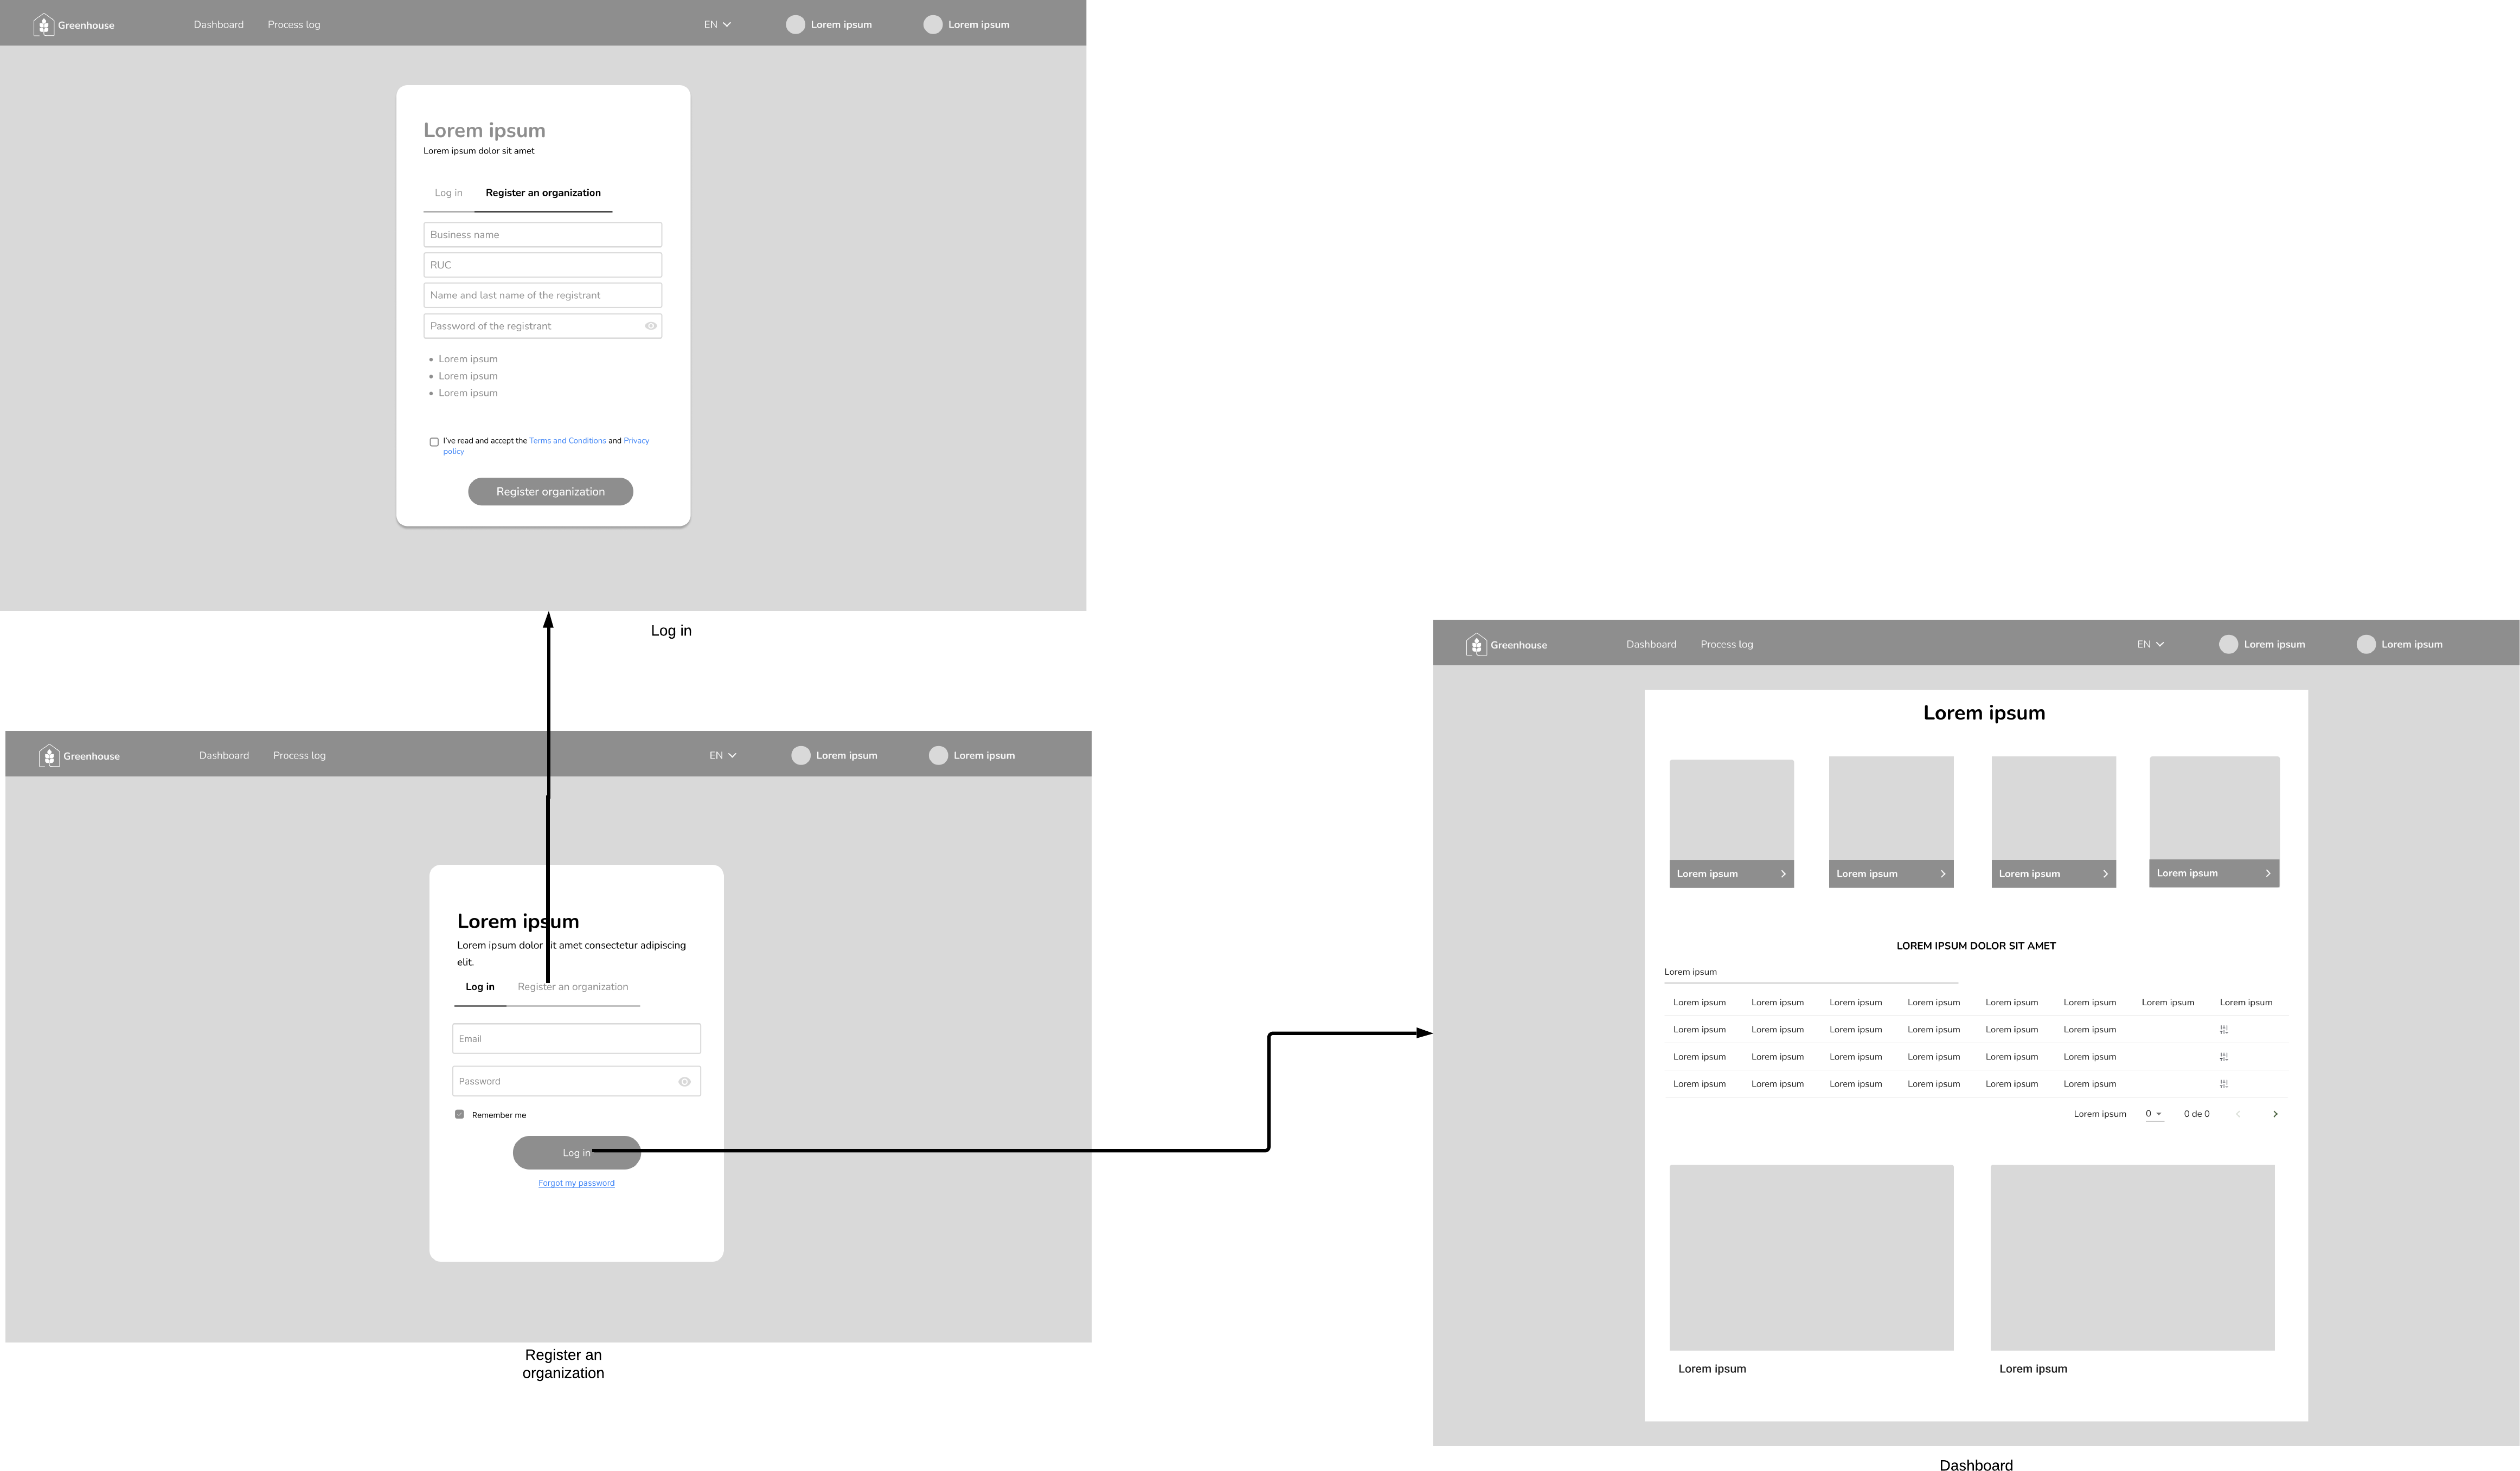 Greenhouse Dashboard Process log EN Lorem ipsum Lorem ipsum
Lorem ipsum
Lorem ipsum dolor sit amet
Log in Register an organization
Business name
RUC
Name and last name of the registrant
Password of the registrant
Lorem ipsum
Lorem ipsum
Lorem ipsum
I've read and accept the Terms and Conditions and Privacy
policy
Register organization
Log in
Greenhouse Dashboard Process log EN Lorem ipsum Lorem ipsum
Lorem ipsum
Lorem ipsum dolor sit amet consectetur adipiscing
elit.
Log in Register an organization
Email
Password
Remember me
Log in
Forgot my password
Register an
organization
Greenhouse Dashboard Process log EN Lorem ipsum Lorem ipsum
Lorem ipsum
Lorem ipsum Lorem ipsum Lorem ipsum Lorem ipsum
LOREM IPSUM DOLOR SIT AMET
Lorem ipsum
Lorem ipsum Lorem ipsum Lorem ipsum Lorem ipsum Lorem ipsum Lorem ipsum Lorem ipsum Lorem ipsum
Lorem ipsum Lorem ipsum Lorem ipsum Lorem ipsum Lorem ipsum Lorem ipsum
Lorem ipsum Lorem ipsum Lorem ipsum Lorem ipsum Lorem ipsum Lorem ipsum
Lorem ipsum Lorem ipsum Lorem ipsum Lorem ipsum Lorem ipsum Lorem ipsum
Lorem ipsum 0 0 de 0
Lorem ipsum Lorem ipsum
Dashboard